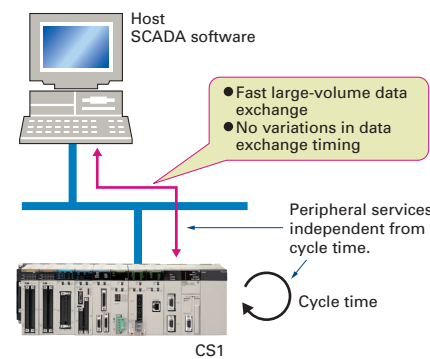 Host
SCADA software
● Fast large-volume data
exchange
● No variations in data
exchange timing
Peripheral services
independent from
cycle time.
Cycle time
CS1